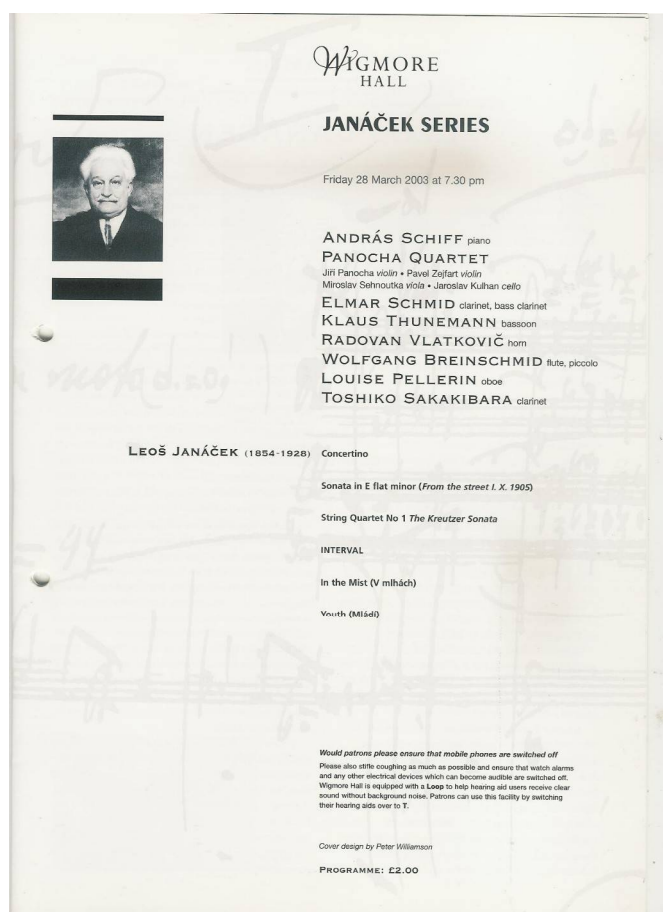 WIGMORE
HALL
JANÁČEK SERIES
Friday 28 March 2003 at 7.30 pm
ANDRÁS SCHIFF piano
PANOCHA QUARTET
Jiří Panocha violin • Pavel Zejfart violin
Miroslav Sehnoutka viola • Jaroslav Kulhan cello
ELMAR SCHMID clarinet, bass clarinet
KLAUS THUNEMANN bassoon
RADOVAN VLATKOVIČ horn
WOLFGANG BREINSCHMID flute, piccolo
LOUISE PELLERIN oboe
TOSHIKO SAKAKIBARA clarinet
LEOŠ JANÁČEK (1854-1928) Concertino
Sonata in E flat minor (From the street I. X. 1905)
String Quartet No 1 The Kreutzer Sonata
INTERVAL
In the Mist (V mlhách)
Youth (Mládí)
Would patrons please ensure that mobile phones are switched off
Please also stifle coughing as much as possible and ensure that watch alarms
and any other electrical devices which can become audible are switched off.
Wigmore Hall is equipped with a Loop to help hearing aid users receive clear
sound without background noise. Patrons can use this facility by switching
their hearing aids over to T.
Cover design by Peter Williamson
PROGRAMME: £2.00